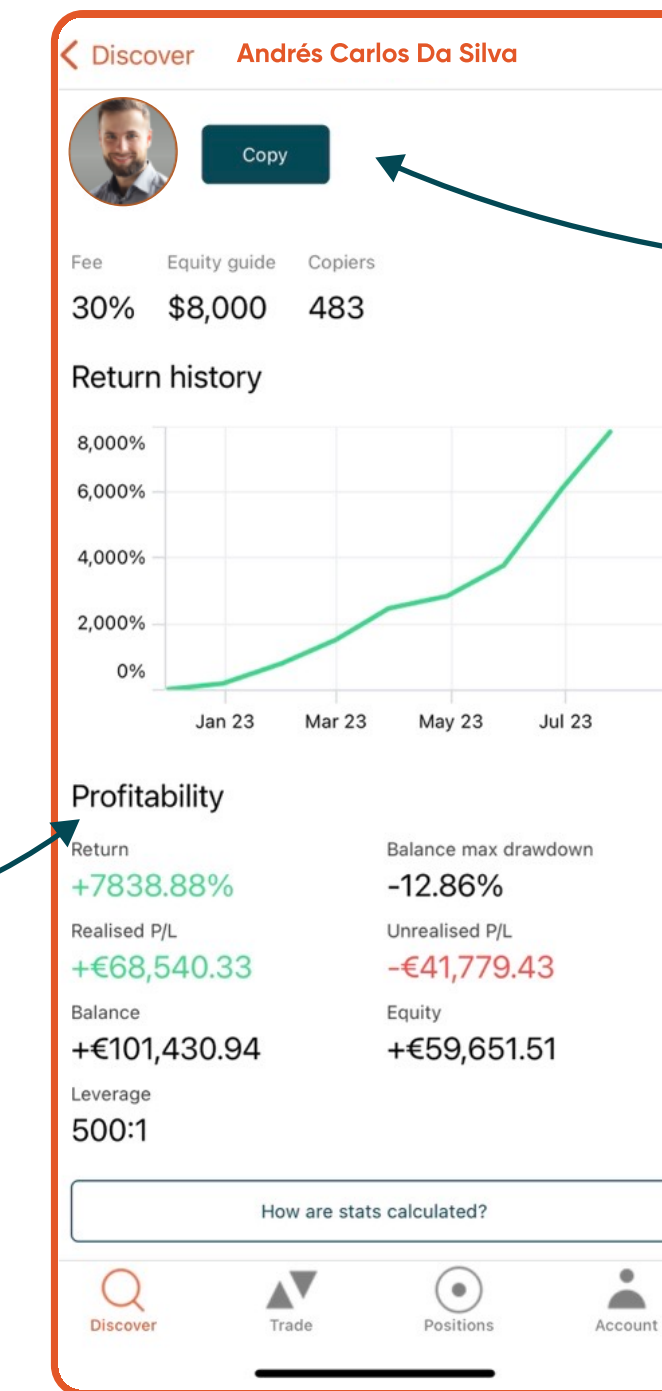 Discover Andrés Carlos Da Silva
Copy
Fee Equity guide Copiers
30% $8,000 483
Return history
8,000%
6,000%
4,000%
2,000%
0%
Jan 23 Mar 23 May 23 Jul 23
Profitability
Return Balance max drawdown
+7838.88% -12.86%
Realised P/L Unrealised P/L
+€68,540.33 -€41,779.43
Balance Equity
+€101,430.94 +€59,651.51
Leverage
500:1
How are stats calculated?
Discover Trade Positions Account